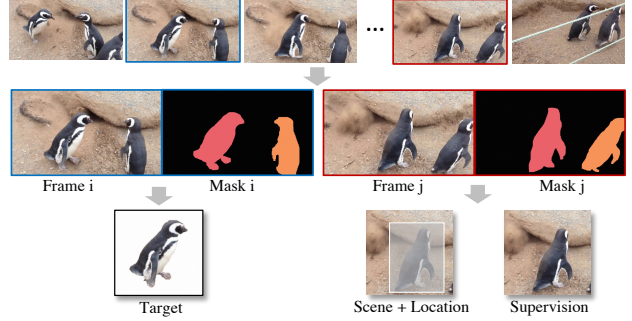 ...
Frame i Mask i Frame j Mask j
Target Scene + Location Supervision